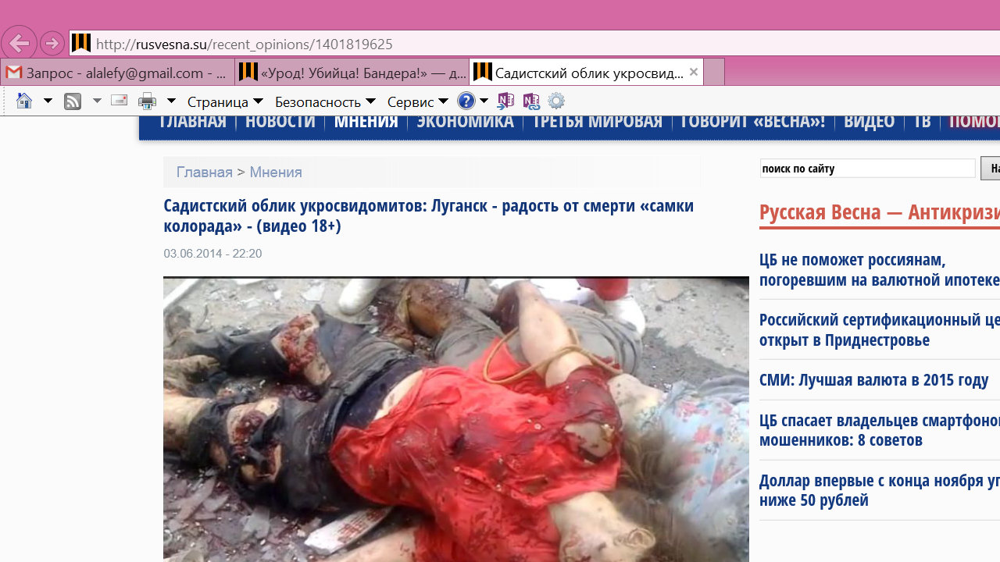 http://rusvesna.su/recent_opinions/1401819625
Запрос - alalefy@gmail.com - ...
«Урод! Убийца! Бандера!» — д...
Садистский облик укросвид...
Страница Безопасность Сервис
ГЛАВНАЯ НОВОСТИ МНЕНИЯ ЭКОНОМИКА ТРЕТЬЯ МИРОВАЯ ГОВОРИТ «ВЕСНА»! ВИДЕО ТВ
Главная > Мнения
поиск по сайту
Садистский облик укросвидомитов: Луганск - радость от смерти «самки
колорада» - (видео 18+)
03.06.2014 - 22:20
Русская Весна — Антикризи
ЦБ не поможет россиянам,
погоревшим на валютной ипотеке
Российский сертификационный це
открыт в Приднестровье
СМИ: Лучшая валюта в 2015 году
ЦБ спасает владельцев смартфоно
мошенников: 8 советов
Доллар впервые с конца ноября уп
ниже 50 рублей